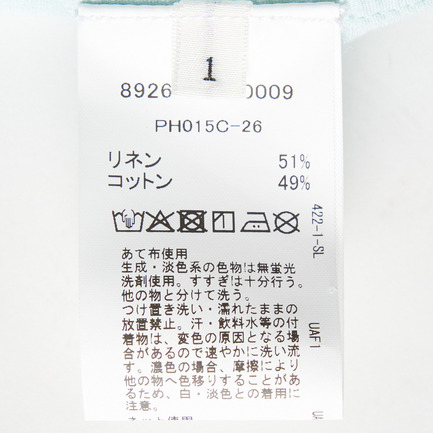 1
8926 0009
PH015C-26
リネン 51%
コットン 49%
あて布使用
生成・淡色系の色物は無蛍光
洗剤使用。すすぎは十分行う。
他の物と分けて洗う。
つけ置き洗い・濡れたままの
放置禁止。汗・飲料水等の付
着物は、変色の原因となる場
合があるので速やかに洗い流
す。濃色の場合、摩擦により
他の物へ色移りすることがあ
るため、白・淡色との着用に
注意。
ネット使用
422-1-SL
UAF1